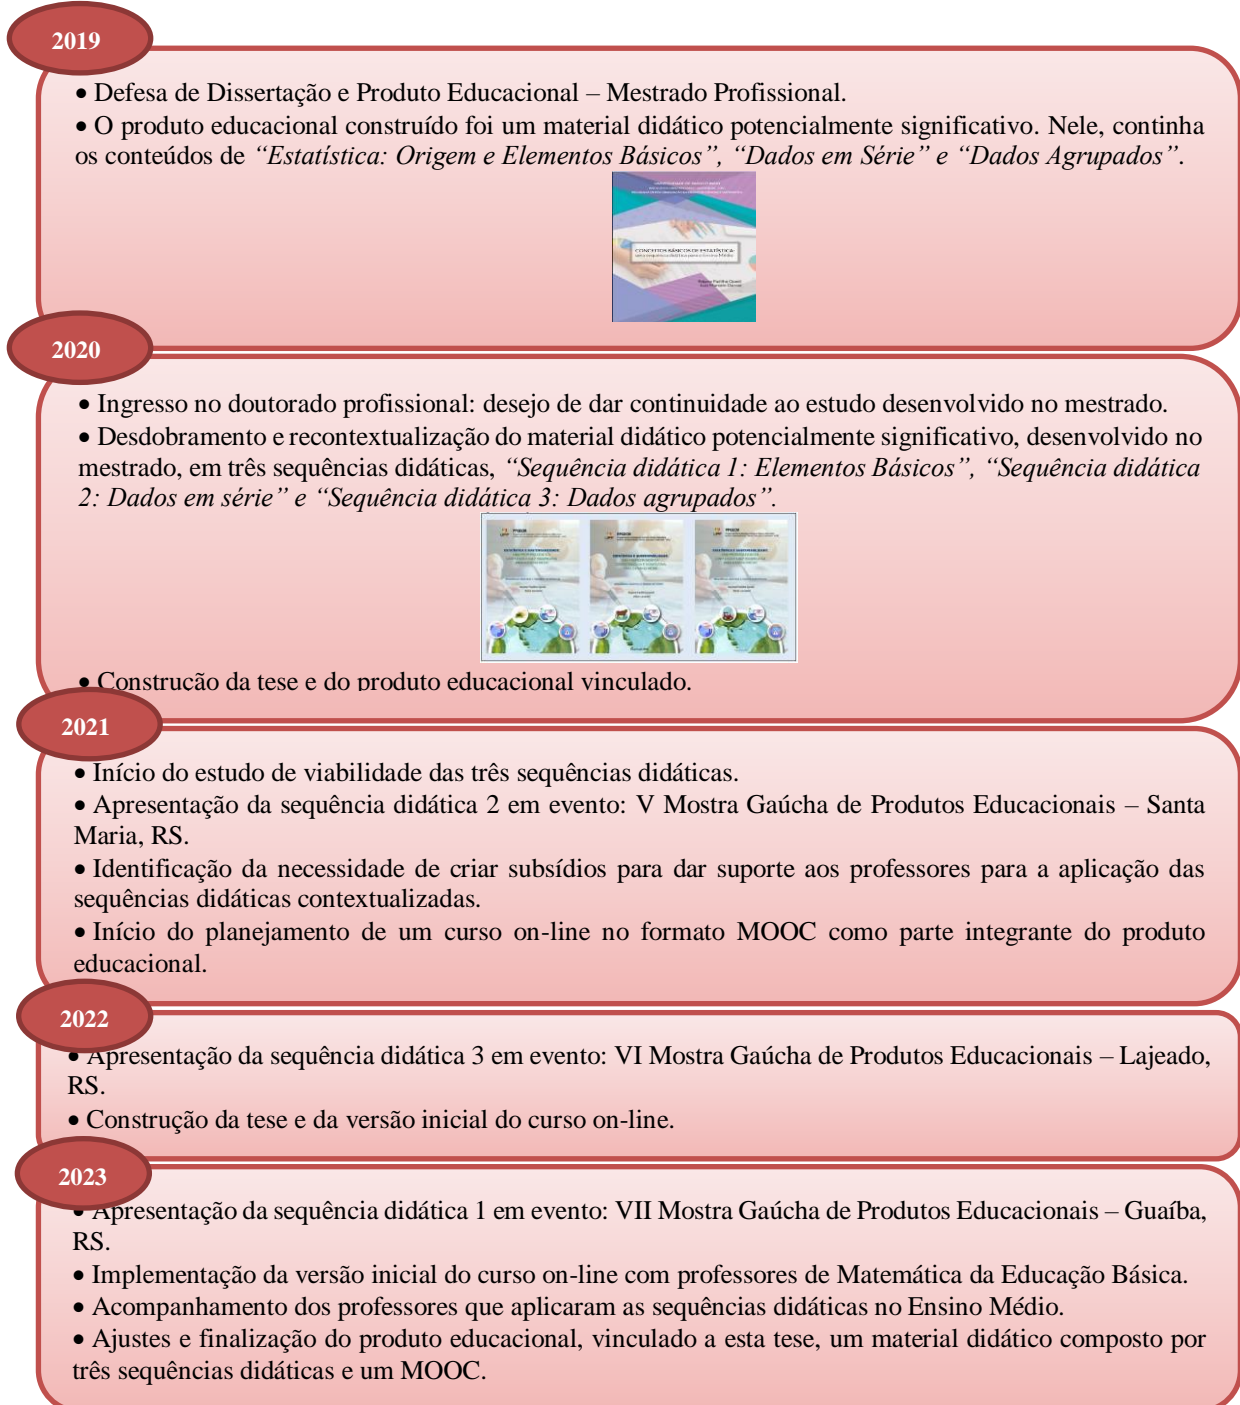 2019
• Defesa de Dissertação e Produto Educacional – Mestrado Profissional.
• O produto educacional construído foi um material didático potencialmente significativo. Nele, continha
os conteúdos de “Estatística: Origem e Elementos Básicos”, “Dados em Série” e “Dados Agrupados”.
CONCEITOS BÁSICOS DE ESTATÍSTICA:
uma sequência didática para o Ensino Médio
2020
• Ingresso no doutorado profissional: desejo de dar continuidade ao estudo desenvolvido no mestrado.
• Desdobramento e recontextualização do material didático potencialmente significativo, desenvolvido no
mestrado, em três sequências didáticas, “Sequência didática 1: Elementos Básicos”, “Sequência didática
2: Dados em série” e “Sequência didática 3: Dados agrupados”.
• Construção da tese e do produto educacional vinculado.
2021
• Início do estudo de viabilidade das três sequências didáticas.
• Apresentação da sequência didática 2 em evento: V Mostra Gaúcha de Produtos Educacionais – Santa
Maria, RS.
• Identificação da necessidade de criar subsídios para dar suporte aos professores para a aplicação das
sequências didáticas contextualizadas.
• Início do planejamento de um curso on-line no formato MOOC como parte integrante do produto
educacional.
2022
• Apresentação da sequência didática 3 em evento: VI Mostra Gaúcha de Produtos Educacionais – Lajeado,
RS.
• Construção da tese e da versão inicial do curso on-line.
2023
• Apresentação da sequência didática 1 em evento: VII Mostra Gaúcha de Produtos Educacionais – Guaíba,
RS.
• Implementação da versão inicial do curso on-line com professores de Matemática da Educação Básica.
• Acompanhamento dos professores que aplicaram as sequências didáticas no Ensino Médio.
• Ajustes e finalização do produto educacional, vinculado a esta tese, um material didático composto por
três sequências didáticas e um MOOC.